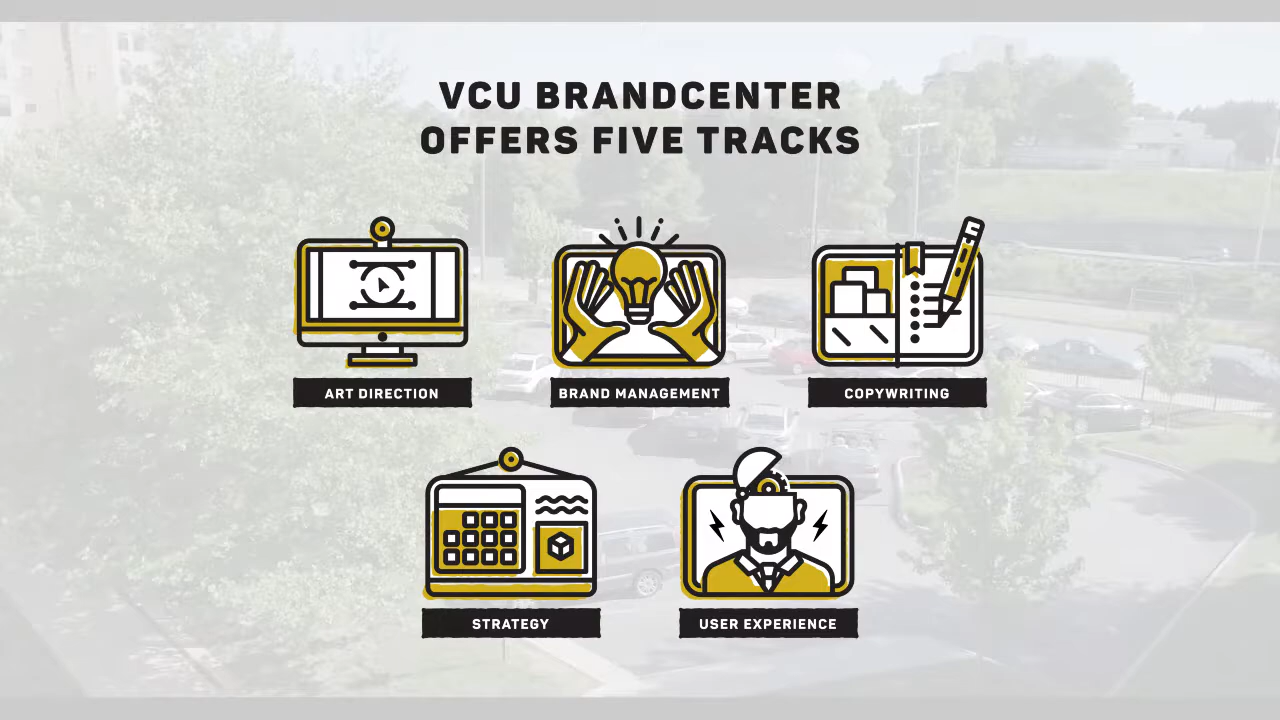 VCU BRANDCENTER
OFFERS FIVE TRACKS
ART DIRECTION
BRAND MANAGEMENT
COPYWRITING
STRATEGY
USER EXPERIENCE